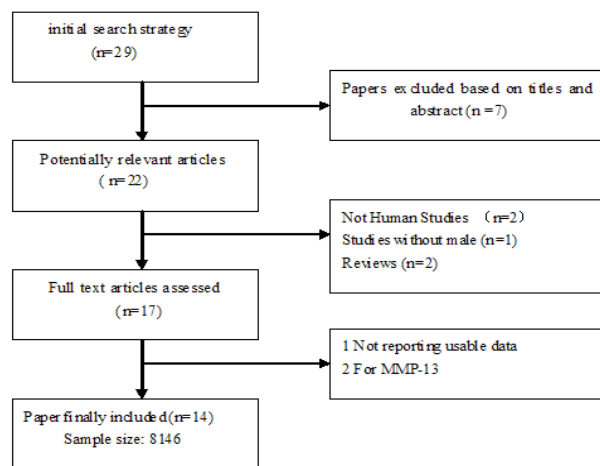 initial search strategy
(n=29)
Papers excluded based on titles and
abstract (n =7)
Potentially relevant articles
( n=22)
Not Human Studies （n=2）
Studies without male (n=1)
Reviews (n=2)
Full text articles assessed
(n=17)
1 Not reporting usable data
2 For MMP-13
Paper finally included(n=14)
Sample size: 8146